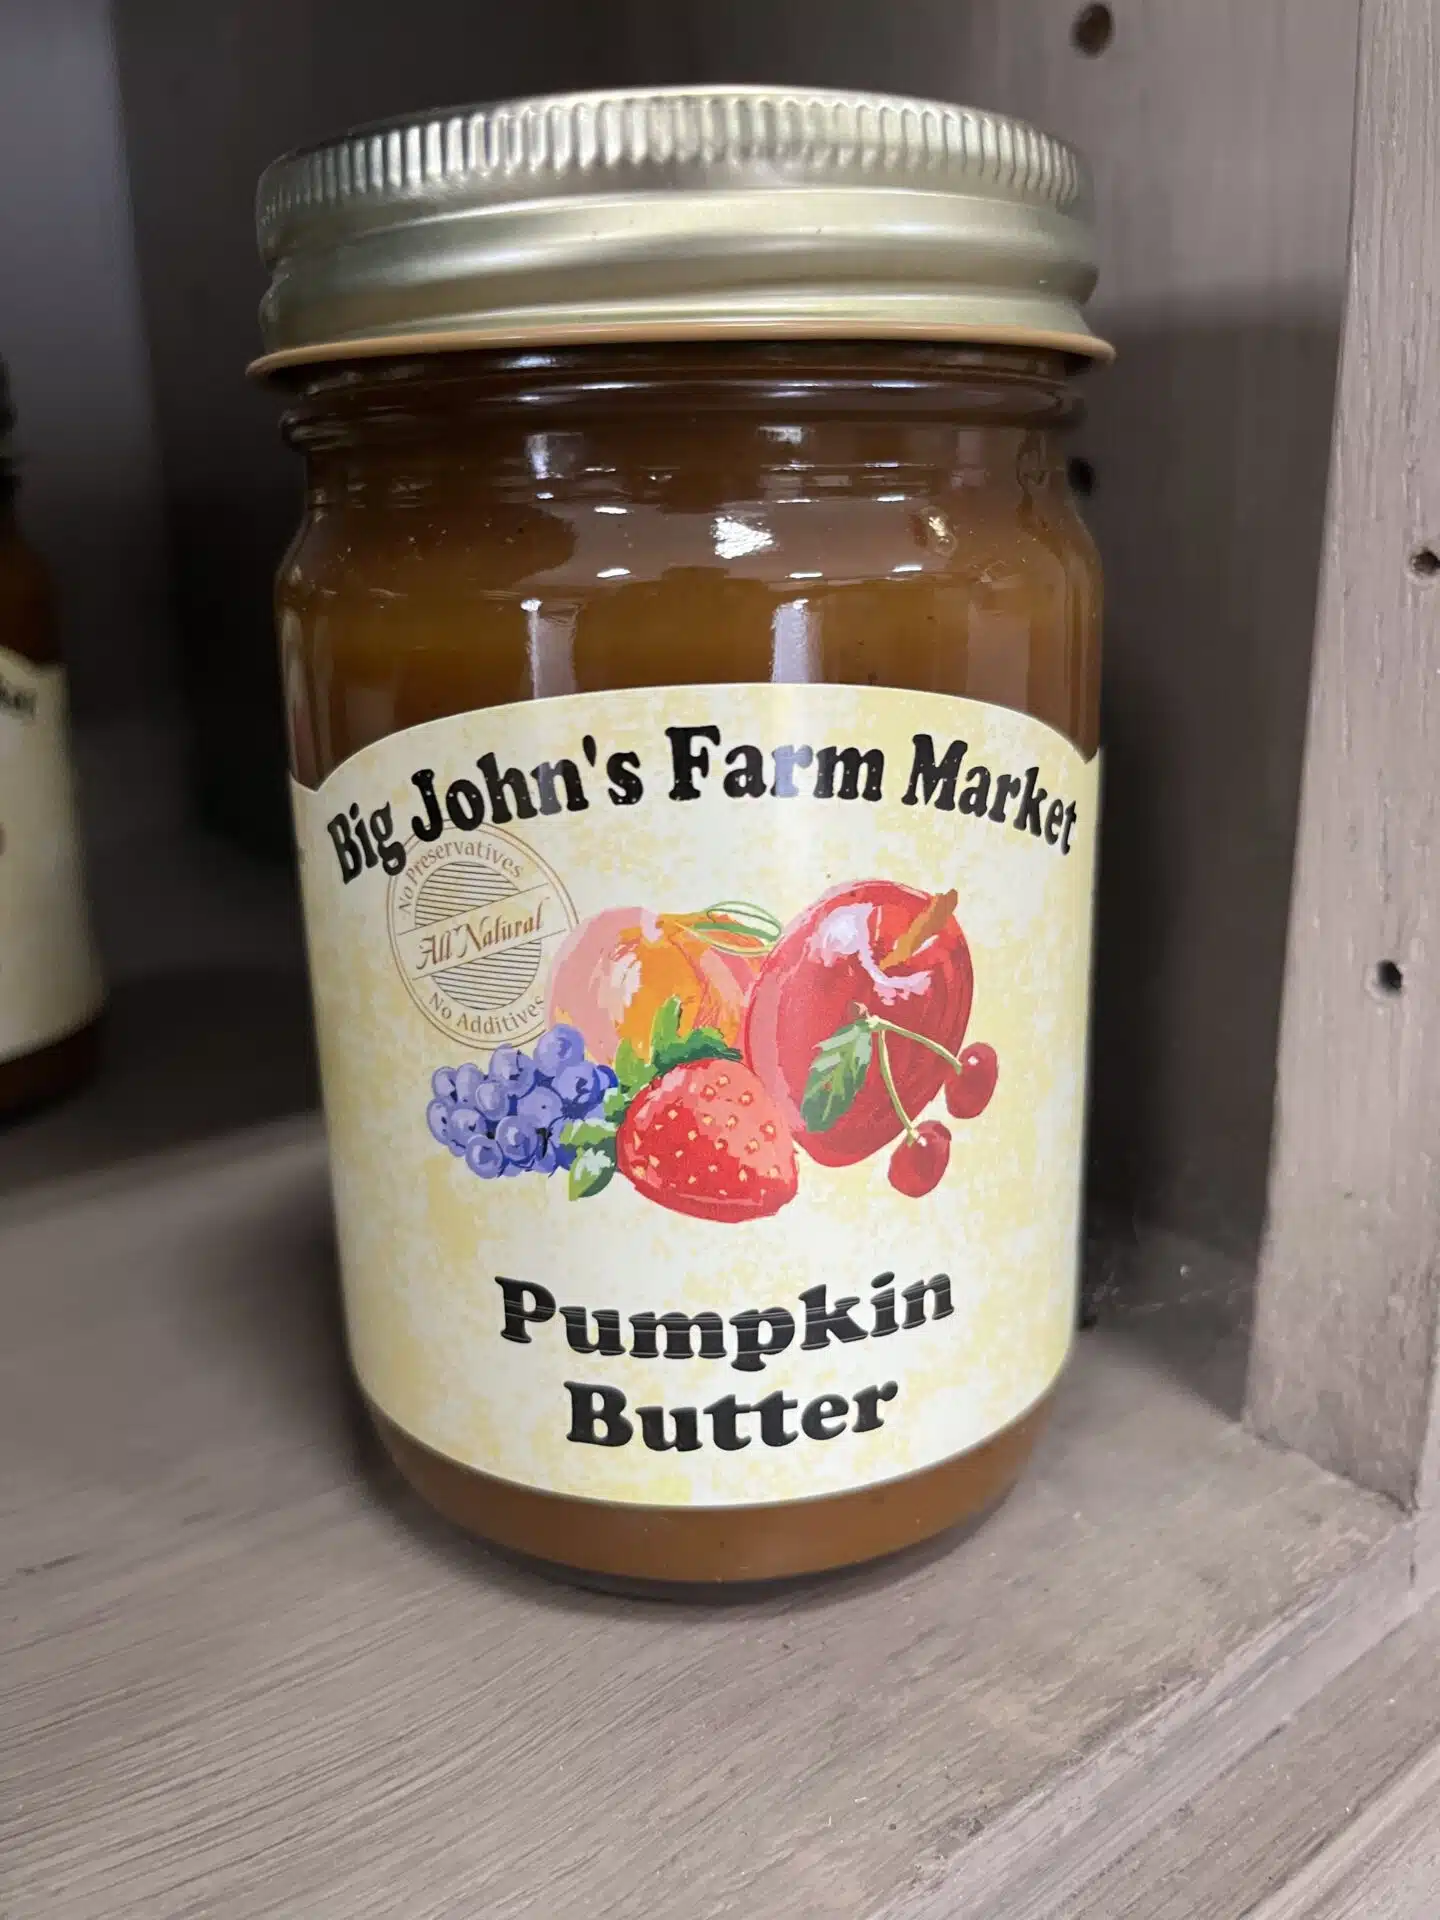 Big John's Farm Market
No Preservatives
All Natural
No Additives
Pumpkin
Butter